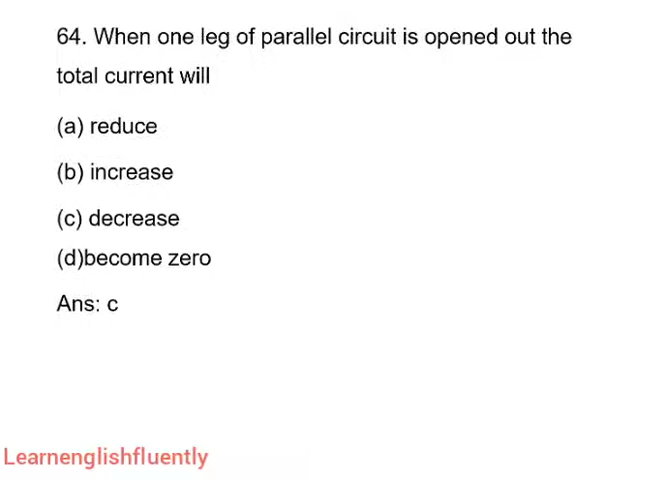 64. When one leg of parallel circuit is opened out the
total current will
(a) reduce
(b) increase
(c) decrease
(d)become zero
Ans: c
Learnenglishfluently